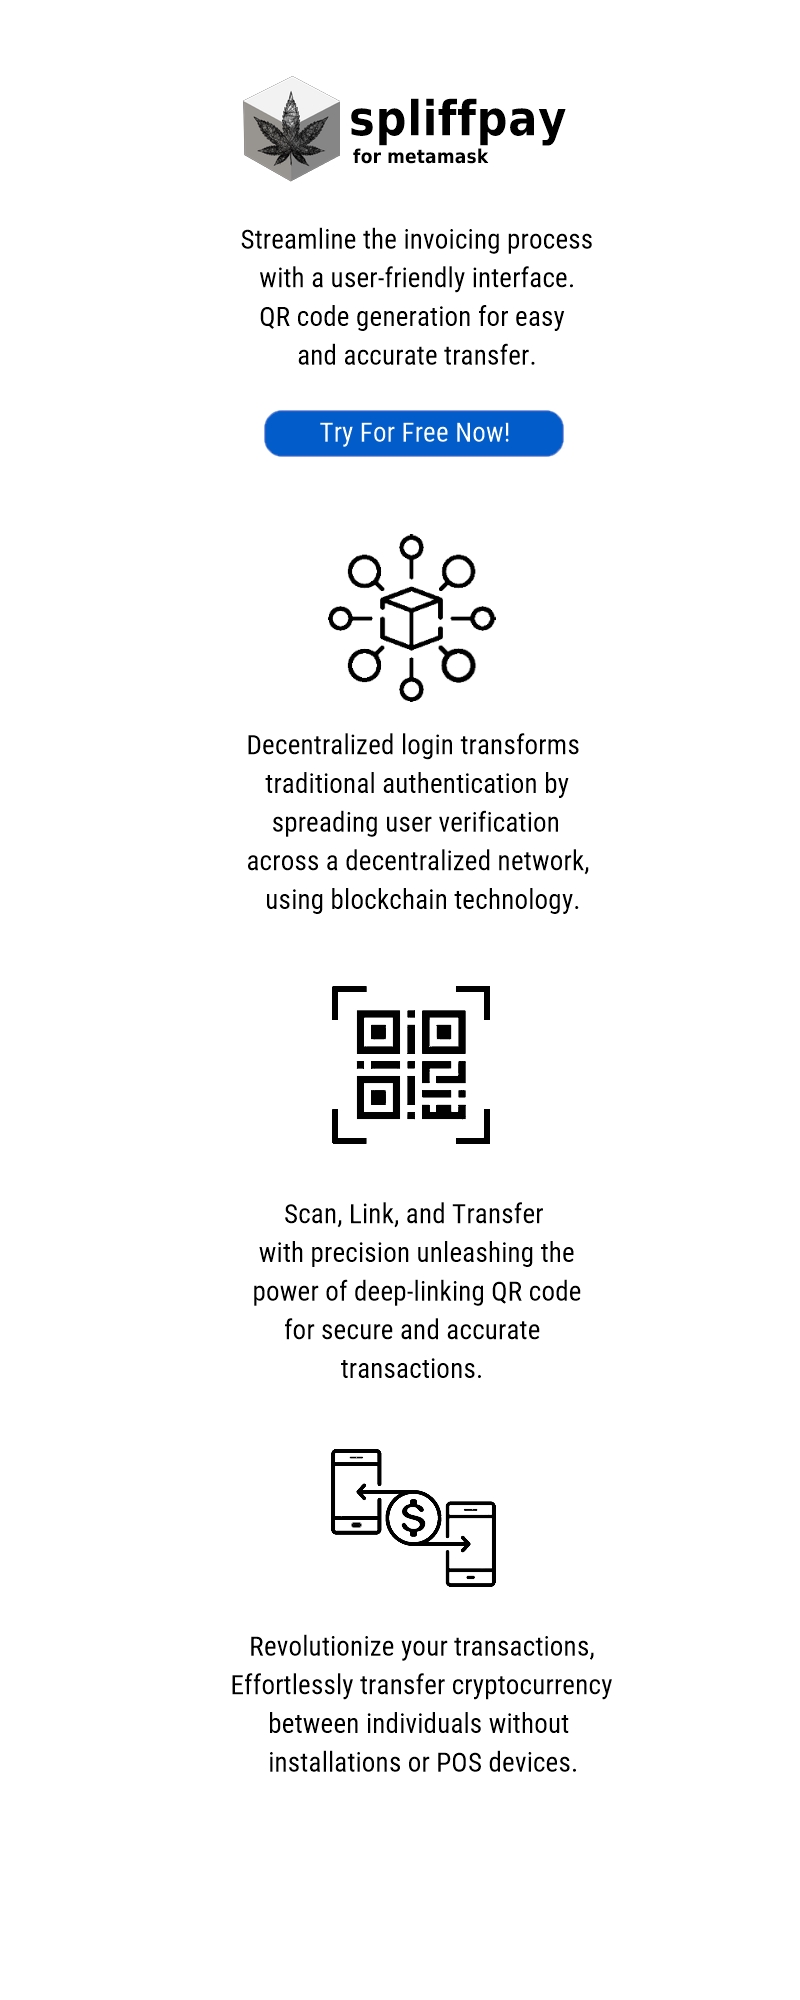 spliffpay
for metamask
Streamline the invoicing process
with a user-friendly interface.
QR code generation for easy
and accurate transfer.
Try For Free Now!
Decentralized login transforms
traditional authentication by
spreading user verification
across a decentralized network,
using blockchain technology.
Scan, Link, and Transfer
with precision unleashing the
power of deep-linking QR code
for secure and accurate
transactions.
$
Revolutionize your transactions,
Effortlessly transfer cryptocurrency
between individuals without
installations or POS devices.